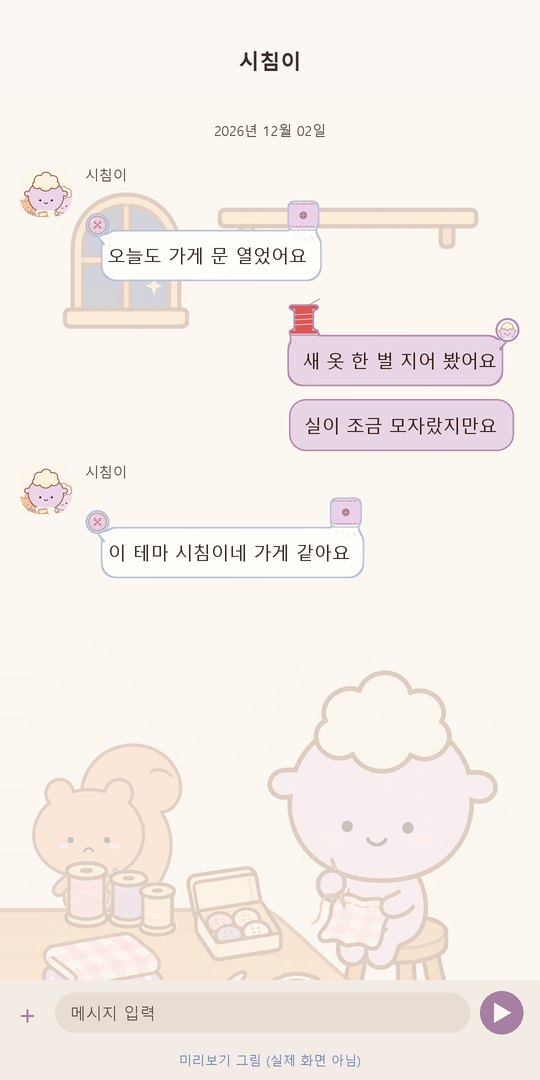 시침이
2026년 12월 02일
시침이
오늘도 가게 문 열었어요
새 옷 한 벌 지어 봤어요
실이 조금 모자랐지만요
시침이
이 테마 시침이네 가게 같아요
+
메시지 입력
미리보기 그림 (실제 화면 아님)